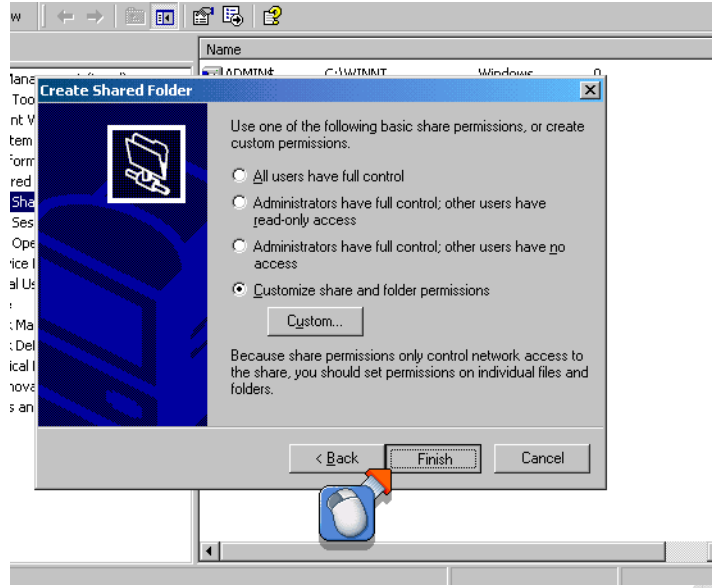 Name
ADMIN$ C:\WINNT Windows 0
Create Shared Folder
Use one of the following basic share permissions, or create
custom permissions.
All users have full control
Administrators have full control; other users have
read-only access
Administrators have full control; other users have no
access
Customize share and folder permissions
Custom...
Because share permissions only control network access to
the share, you should set permissions on individual files and
folders.
< Back
Finish
Cancel